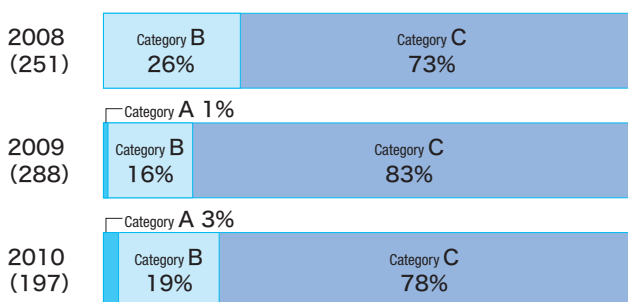 2008
(251)
Category B
26%
Category C
73%
Category A 1%
2009
(288)
Category B
16%
Category C
83%
Category A 3%
2010
(197)
Category B
19%
Category C
78%